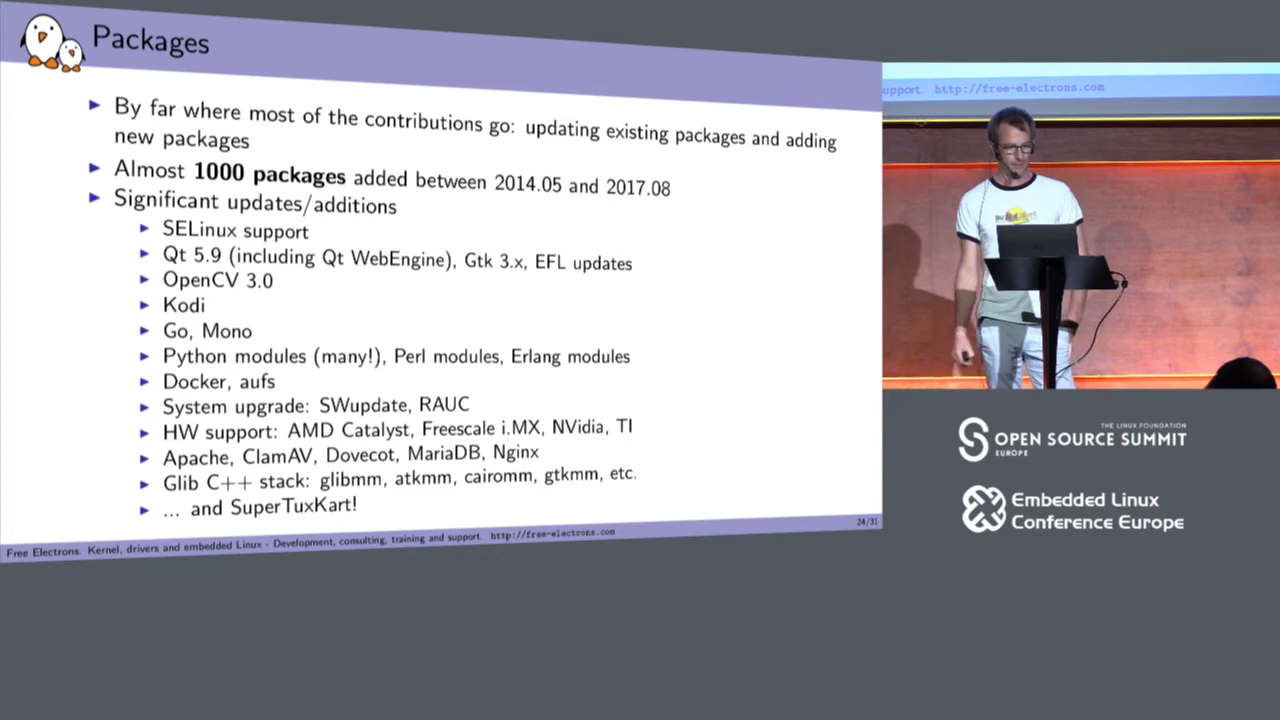 Packages
By far where most of the contributions go: updating existing packages and adding
new packages
Almost 1000 packages added between 2014.05 and 2017.08
Significant updates/additions
SELinux support
Qt 5.9 (including Qt WebEngine), Gtk 3.x, EFL updates
OpenCV 3.0
Kodi
Go, Mono
Python modules (many!), Perl modules, Erlang modules
Docker, aufs
System upgrade: SWupdate, RAUC
HW support: AMD Catalyst, Freescale i.MX, NVidia, TI
Apache, ClamAV, Dovecot, MariaDB, Nginx
Glib C++ stack: glibmm, atkmm, cairomm, gtkmm, etc.
... and SuperTuxKart!
Free Electrons. Kernel, drivers and embedded Linux - Development, consulting, training and support. http://free-electrons.com
24/31
upport. http://free-electrons.com
THE LINUX FOUNDATION
OPEN SOURCE SUMMIT
EUROPE
Embedded Linux
Conference Europe